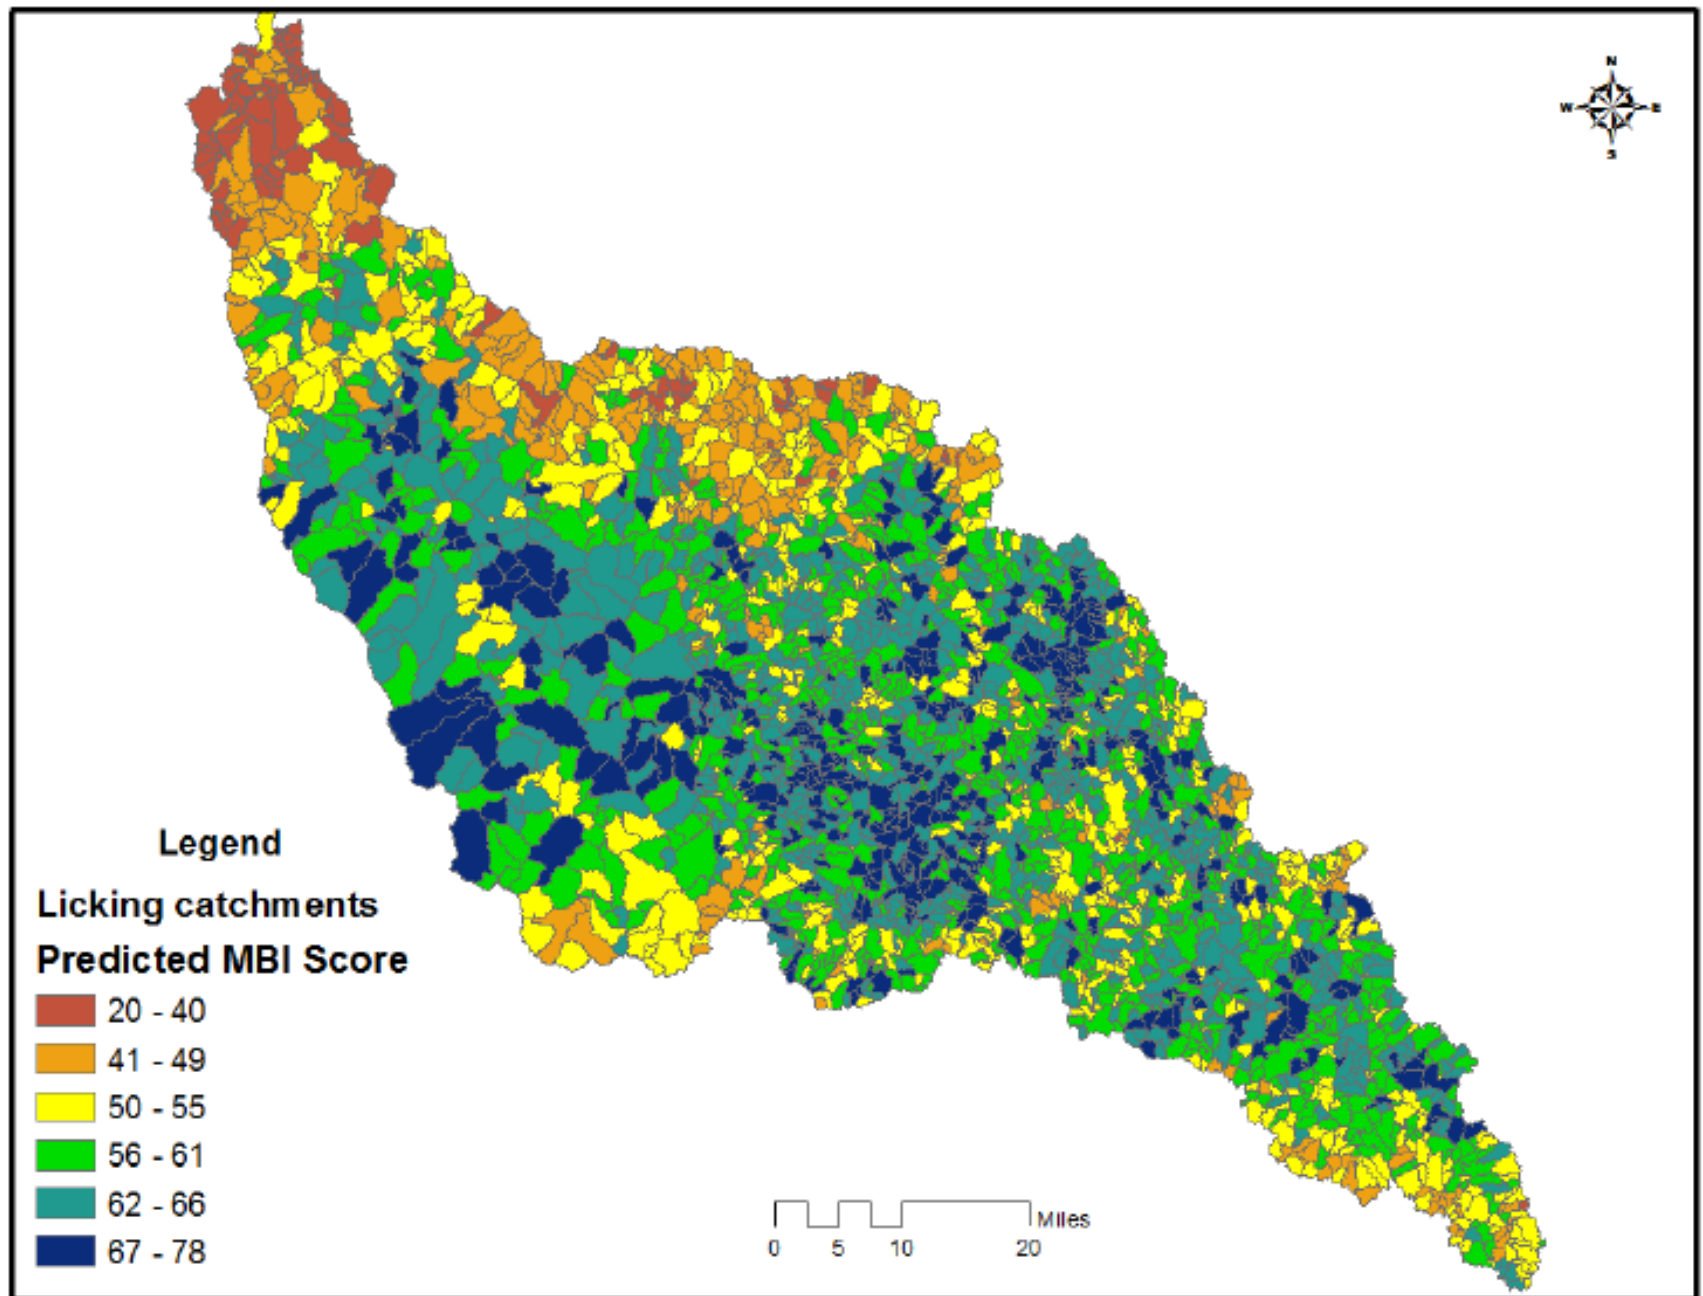 N
W E
S
Legend
Licking catchments
Predicted MBI Score
20 - 40
41 - 49
50 - 55
56 - 61
62 - 66
67 - 78
Miles
0 5 10 20